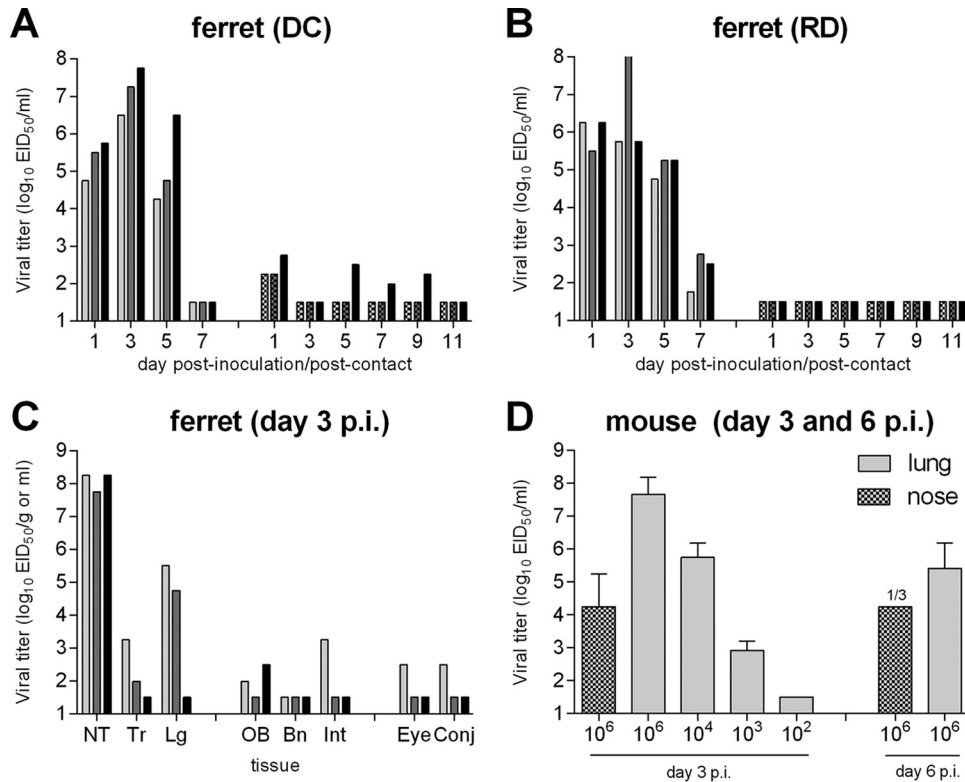 A ferret (DC)
Viral titer (log10 EID50/ml)
8
7
6
5
4
3
2
1
1 3 5 7 1 3 5 7 9 11
day post-inoculation/post-contact
B ferret (RD)
Viral titer (log10 EID50/ml)
8
7
6
5
4
3
2
1
1 3 5 7 1 3 5 7 9 11
day post-inoculation/post-contact
C ferret (day 3 p.i.)
Viral titer (log10 EID50/g or ml)
9
8
7
6
5
4
3
2
1
NT Tr Lg OB Bn Int Eye Conj
tissue
D mouse (day 3 and 6 p.i.)
Viral titer (log10 EID50/ml)
9
8
7
6
5
4
3
2
1
lung
nose
1/3
10^6 10^6 10^4 10^3 10^2 10^6 10^6
day 3 p.i. day 6 p.i.